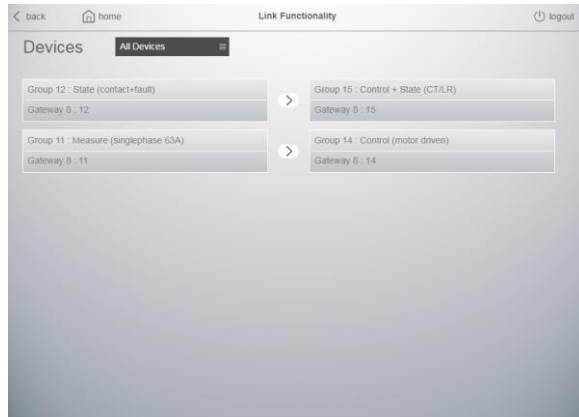 back
home
Link Functionality
logout
Devices
All Devices
Group 12 : State (contact+fault)
Gateway 8 : 12
Group 15 : Control + State (CT/LR)
Gateway 8 : 15
Group 11 : Measure (singlephase 63A)
Gateway 8 : 11
Group 14 : Control (motor driven)
Gateway 8 : 14